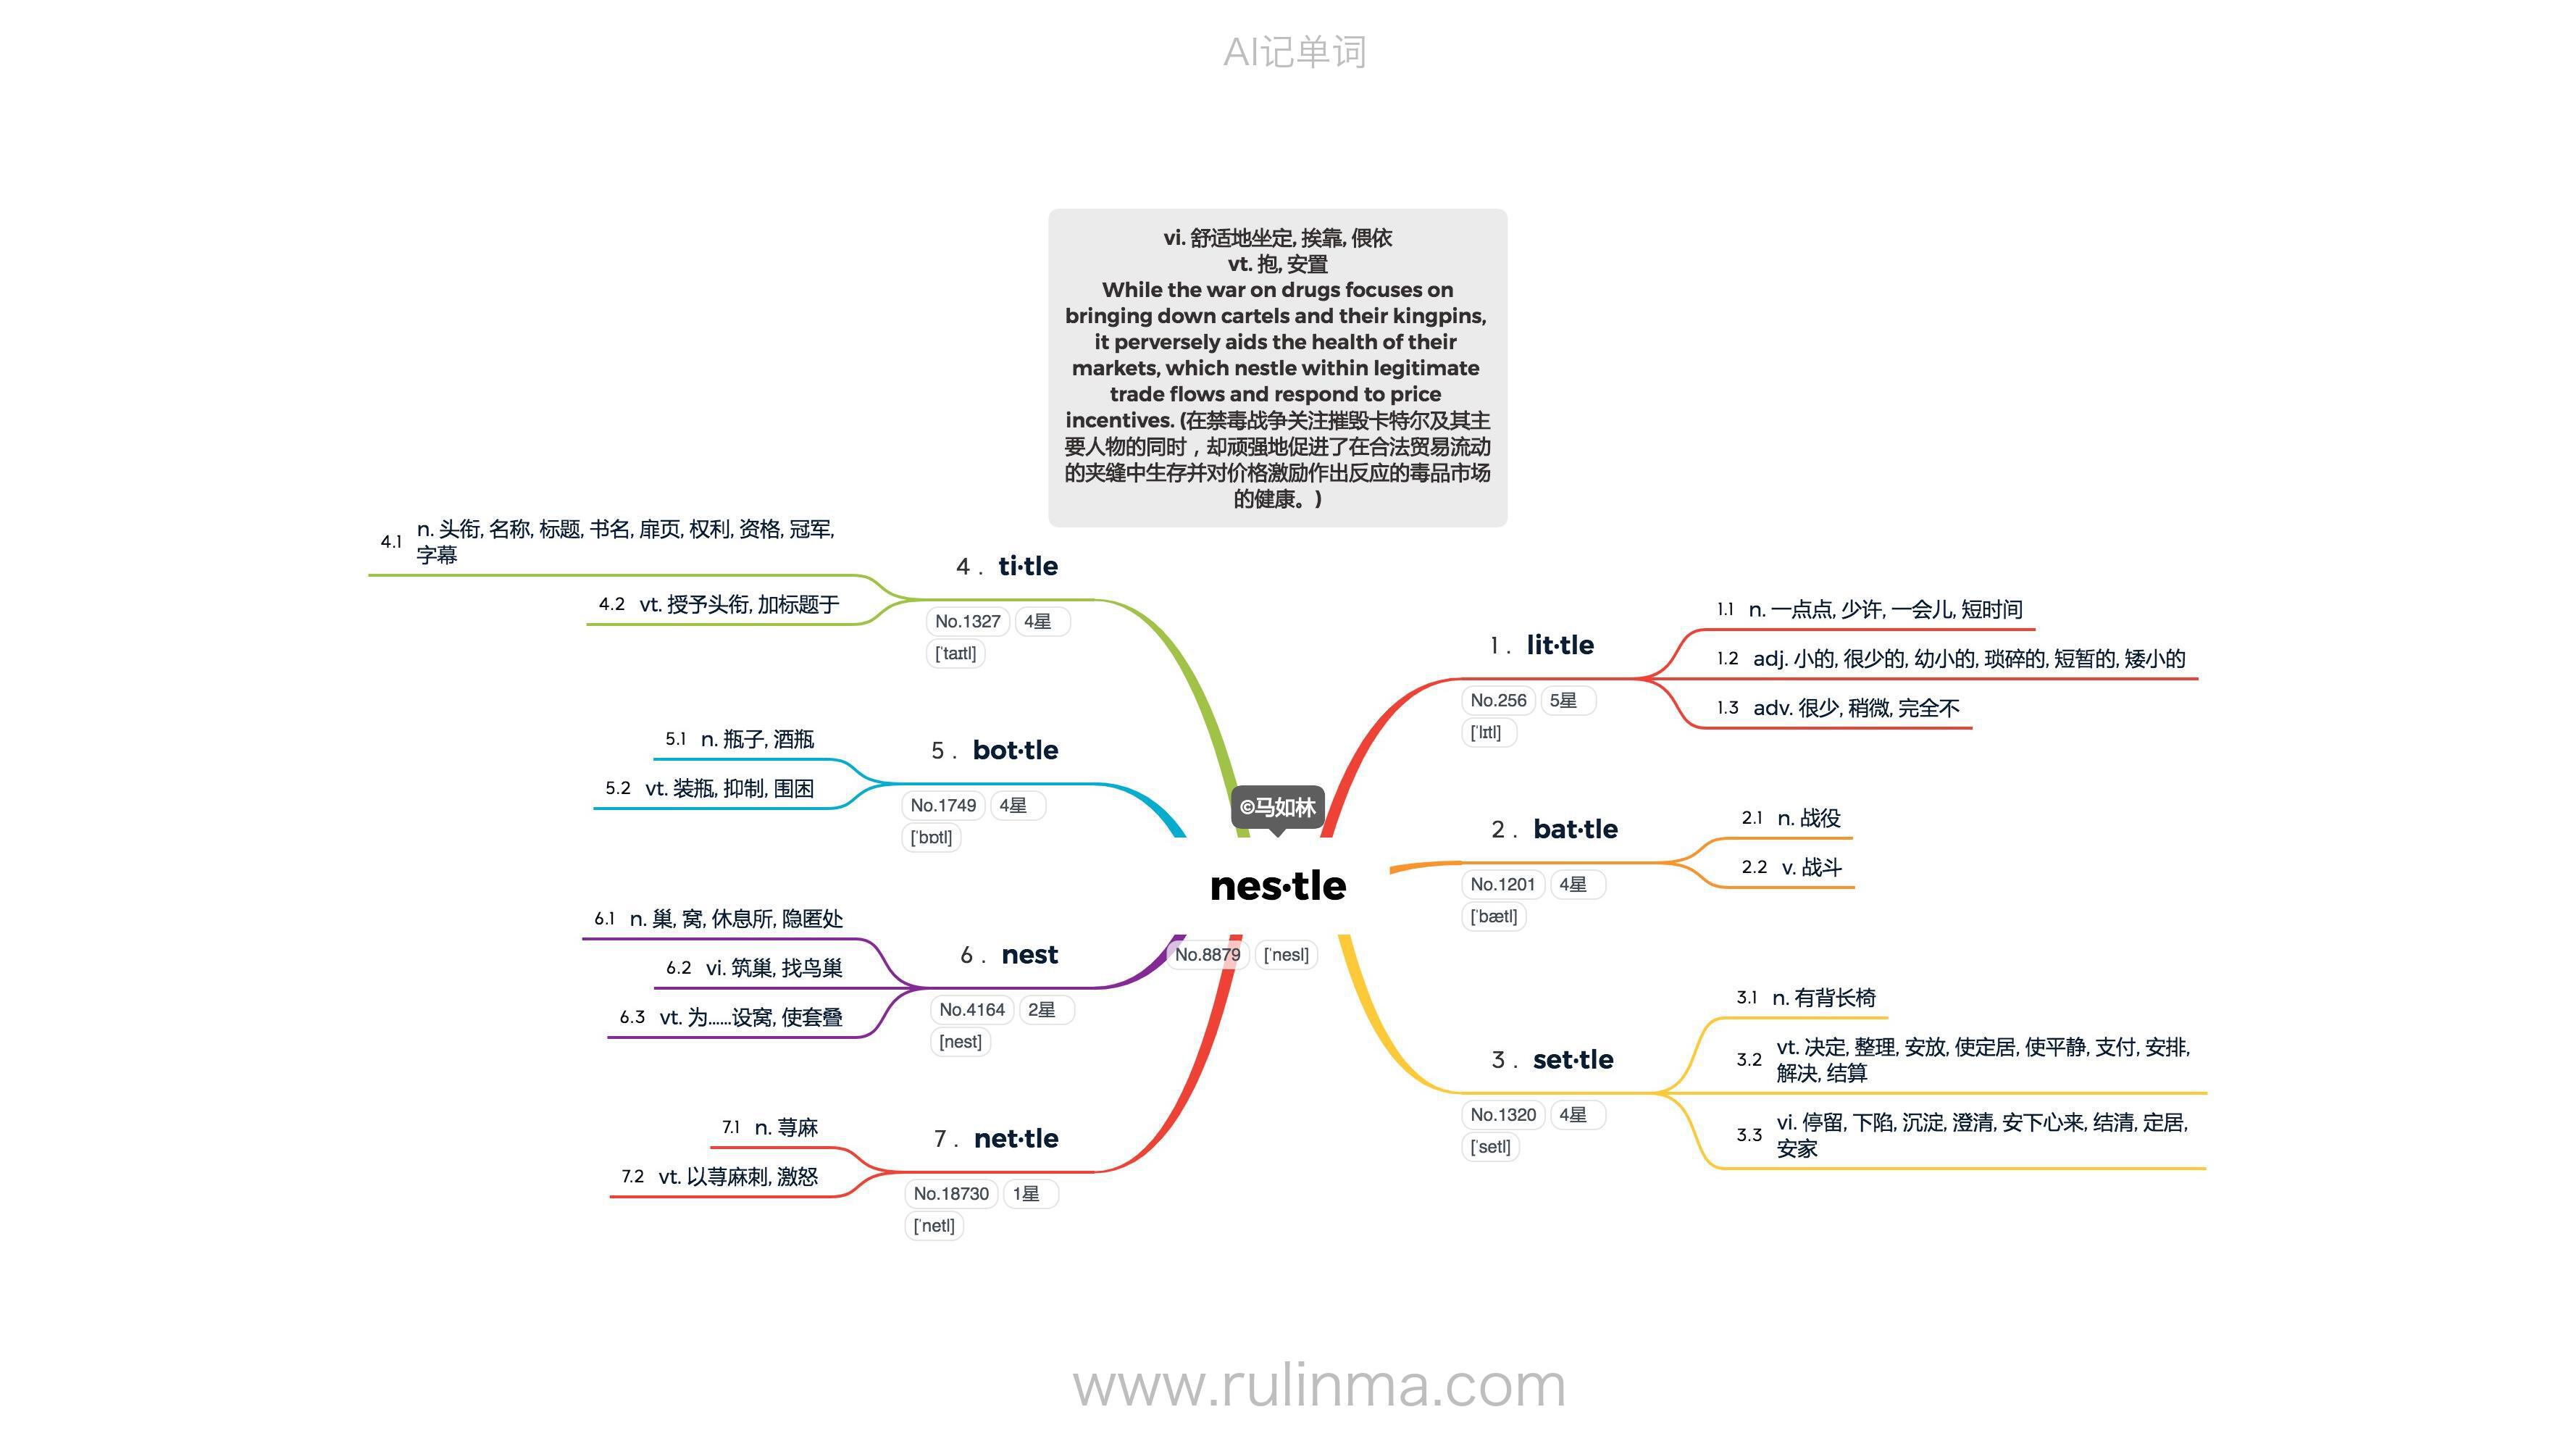 AI记单词
vi. 舒适地坐定, 挨靠, 偎依
vt. 抱, 安置
While the war on drugs focuses on
bringing down cartels and their kingpins,
it perversely aids the health of their
markets, which nestle within legitimate
trade flows and respond to price
incentives. (在禁毒战争关注摧毁卡特尔及其主
要人物的同时，却顽强地促进了在合法贸易流动
的夹缝中生存并对价格激励作出反应的毒品市场
的健康。)
©马如林
nes·tle
No.8879 [ˈnesl]
1. lit·tle
No.256 5星
[ˈlɪtl]
1.1 n. 一点点, 少许, 一会儿, 短时间
1.2 adj. 小的, 很少的, 幼小的, 琐碎的, 短暂的, 矮小的
1.3 adv. 很少, 稍微, 完全不
2. bat·tle
No.1201 4星
[ˈbætl]
2.1 n. 战役
2.2 v. 战斗
3. set·tle
No.1320 4星
[ˈsetl]
3.1 n. 有背长椅
3.2 vt. 决定, 整理, 安放, 使定居, 使平静, 支付, 安排,
解决, 结算
3.3 vi. 停留, 下陷, 沉淀, 澄清, 安下心来, 结清, 定居,
安家
4. ti·tle
No.1327 4星
[ˈtaɪtl]
4.1 n. 头衔, 名称, 标题, 书名, 扉页, 权利, 资格, 冠军,
字幕
4.2 vt. 授予头衔, 加标题于
5. bot·tle
No.1749 4星
[ˈbɒtl]
5.1 n. 瓶子, 酒瓶
5.2 vt. 装瓶, 抑制, 围困
6. nest
No.4164 2星
[nest]
6.1 n. 巢, 窝, 休息所, 隐匿处
6.2 vi. 筑巢, 找鸟巢
6.3 vt. 为……设窝, 使套叠
7. net·tle
No.18730 1星
[ˈnetl]
7.1 n. 荨麻
7.2 vt. 以荨麻刺, 激怒
www.rulinma.com